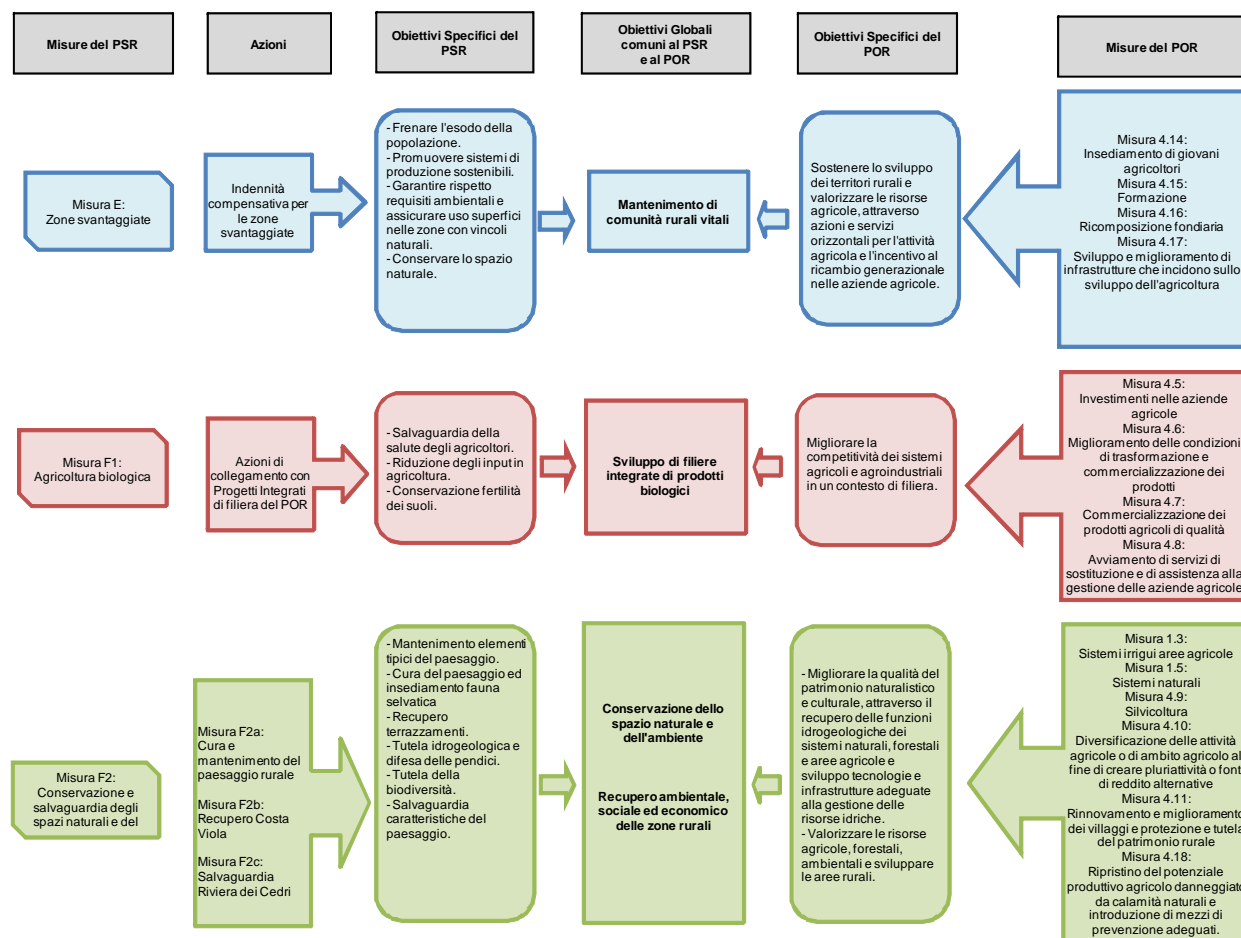 Misure del PSR
Azioni
Obiettivi Specifici del
PSR
Obiettivi Globali
comuni al PSR
e al POR
Obiettivi Specifici del
POR
Misure del POR
Misura E:
Zone svantaggiate
Indennità
compensativa per
le zone
svantaggiate
- Frenare l'esodo della
popolazione.
- Promuovere sistemi di
produzione sostenibili.
- Garantire rispetto
requisiti ambientali e
assicurare uso superfici
nelle zone con vincoli
naturali.
- Conservare lo spazio
naturale.
Mantenimento di
comunità rurali vitali
Sostenere lo sviluppo
dei territori rurali e
valorizzare le risorse
agricole, attraverso
azioni e servizi
orizzontali per l'attività
agricola e l'incentivo al
ricambio generazionale
nelle aziende agricole.
Misura 4.14:
Insediamento di giovani
agricoltori
Misura 4.15:
Formazione
Misura 4.16:
Ricomposizione fondiaria
Misura 4.17:
Sviluppo e miglioramento di
infrastrutture che incidono sullo
sviluppo dell'agricoltura
Misura F1:
Agricoltura biologica
Azioni di
collegamento con
Progetti Integrati
di filiera del POR
- Salvaguardia della
salute degli agricoltori.
- Riduzione degli input in
agricoltura.
- Conservazione fertilità
dei suoli.
Sviluppo di filiere
integrate di prodotti
biologici
Migliorare la
competitività dei sistemi
agricoli e agroindustriali
in un contesto di filiera.
Misura 4.5:
Investimenti nelle aziende
agricole
Misura 4.6:
Miglioramento delle condizioni
di trasformazione e
commercializzazione dei
prodotti
Misura 4.7:
Commercializzazione dei
prodotti agricoli di qualità
Misura 4.8:
Avviamento di servizi di
sostituzione e di assistenza alla
gestione delle aziende agricole
Misura F2:
Conservazione e
salvaguardia degli
spazi naturali e del
Misura F2a:
Cura e
mantenimento del
paesaggio rurale
Misura F2b:
Recupero Costa
Viola
Misura F2c:
Salvaguardia
Riviera dei Cedri
- Mantenimento elementi
tipici del paesaggio.
- Cura del paesaggio ed
insediamento fauna
selvatica
- Recupero
terrazzamenti.
- Tutela idrogeologica e
difesa delle pendici.
- Tutela della
biodiversità.
- Salvaguardia
caratteristiche del
paesaggio.
Conservazione dello
spazio naturale e
dell'ambiente
Recupero ambientale,
sociale ed economico
delle zone rurali
- Migliorare la qualità del
patrimonio naturalistico
e culturale, attraverso il
recupero delle funzioni
idrogeologiche dei
sistemi naturali, forestali
e aree agricole e
sviluppo tecnologie e
infrastrutture adeguate
alla gestione delle
risorse idriche.
- Valorizzare le risorse
agricole, forestali,
ambientali e sviluppare
le aree rurali.
Misura 1.3:
Sistemi irrigui aree agricole
Misura 1.5:
Sistemi naturali
Misura 4.9:
Silvicoltura
Misura 4.10:
Diversificazione delle attività
agricole o di ambito agricolo al
fine di creare pluriattività o font
di reddito alternative
Misura 4.11:
Rinnovamento e miglioramento
dei villaggi e protezione e tutela
del patrimonio rurale
Misura 4.18:
Ripristino del potenziale
produttivo agricolo danneggiato
da calamità naturali e
introduzione di mezzi di
prevenzione adeguati.